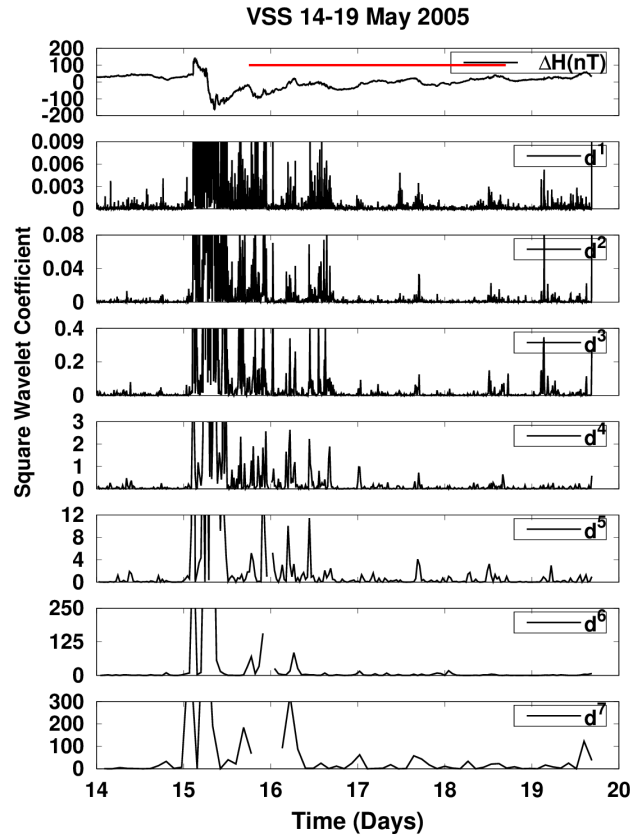 VSS 14-19 May 2005
200
100
0
-100
-200
ΔH(nT)
0.009
0.006
0.003
0
d¹
0.08
0.04
0
d²
0.4
0.2
0
d³
3
2
1
0
d⁴
12
8
4
0
d⁵
250
125
0
d⁶
300
200
100
0
d⁷
Square Wavelet Coefficient
14 15 16 17 18 19 20
Time (Days)